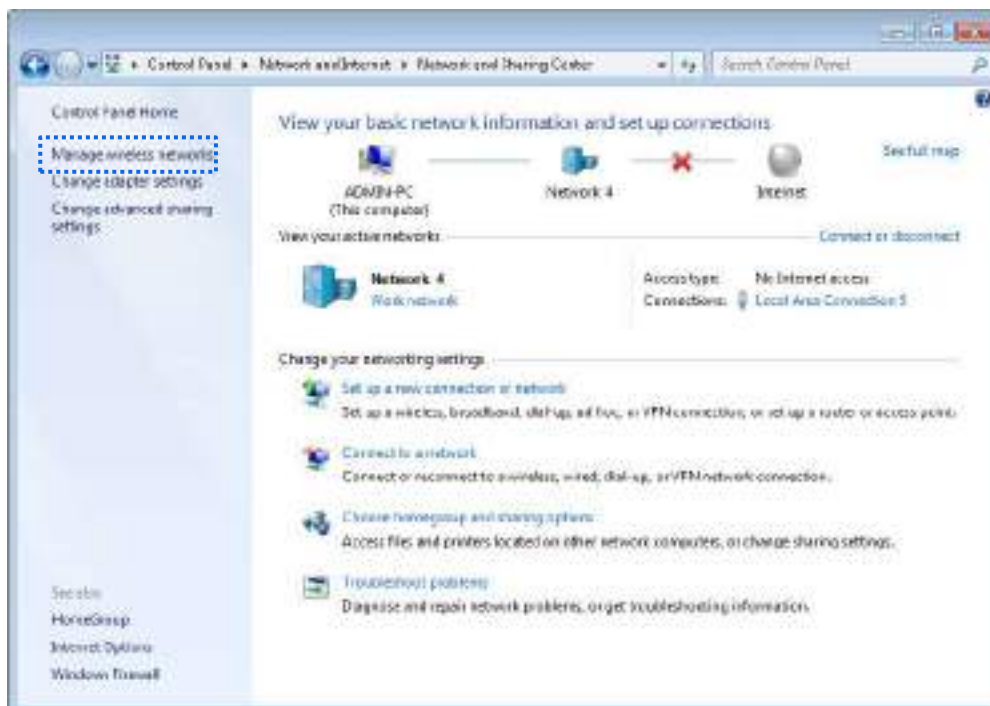 Control Panel ▸ Network and Internet ▸ Network and Sharing Center
Search Control Panel
Control Panel Home
Manage wireless networks
Change adapter settings
Change advanced sharing
settings
View your basic network information and set up connections
See full map
ADMIN-PC
(This computer)
Network 4
Internet
View your active networks
Connect or disconnect
Network 4
Work network
Access type: No Internet access
Connections: Local Area Connection 5
Change your networking settings
Set up a new connection or network
Set up a wireless, broadband, dial-up, ad hoc, or VPN connection; or set up a router or access point.
Connect to a network
Connect or reconnect to a wireless, wired, dial-up, or VPN network connection.
Choose homegroup and sharing options
Access files and printers located on other network computers, or change sharing settings.
Troubleshoot problems
Diagnose and repair network problems, or get troubleshooting information.
See also
HomeGroup
Internet Options
Windows Firewall